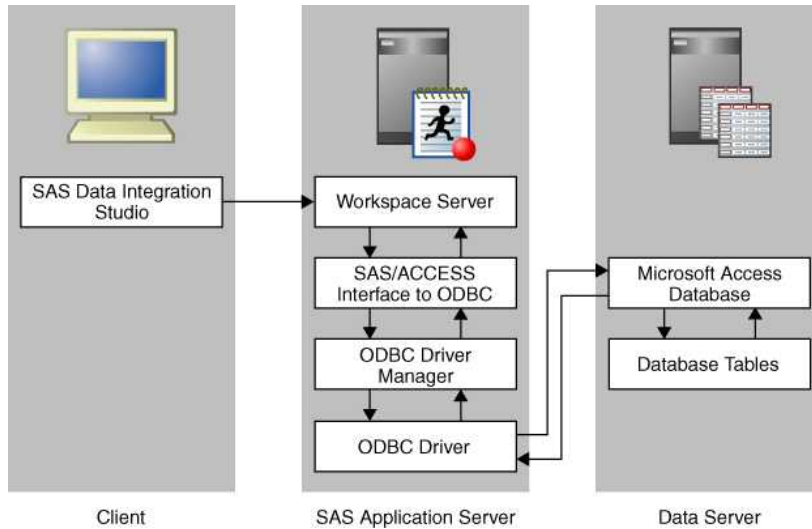 SAS Data Integration
Studio
Workspace Server
SAS/ACCESS
Interface to ODBC
Microsoft Access
Database
ODBC Driver
Manager
Database Tables
ODBC Driver
Client
SAS Application Server
Data Server